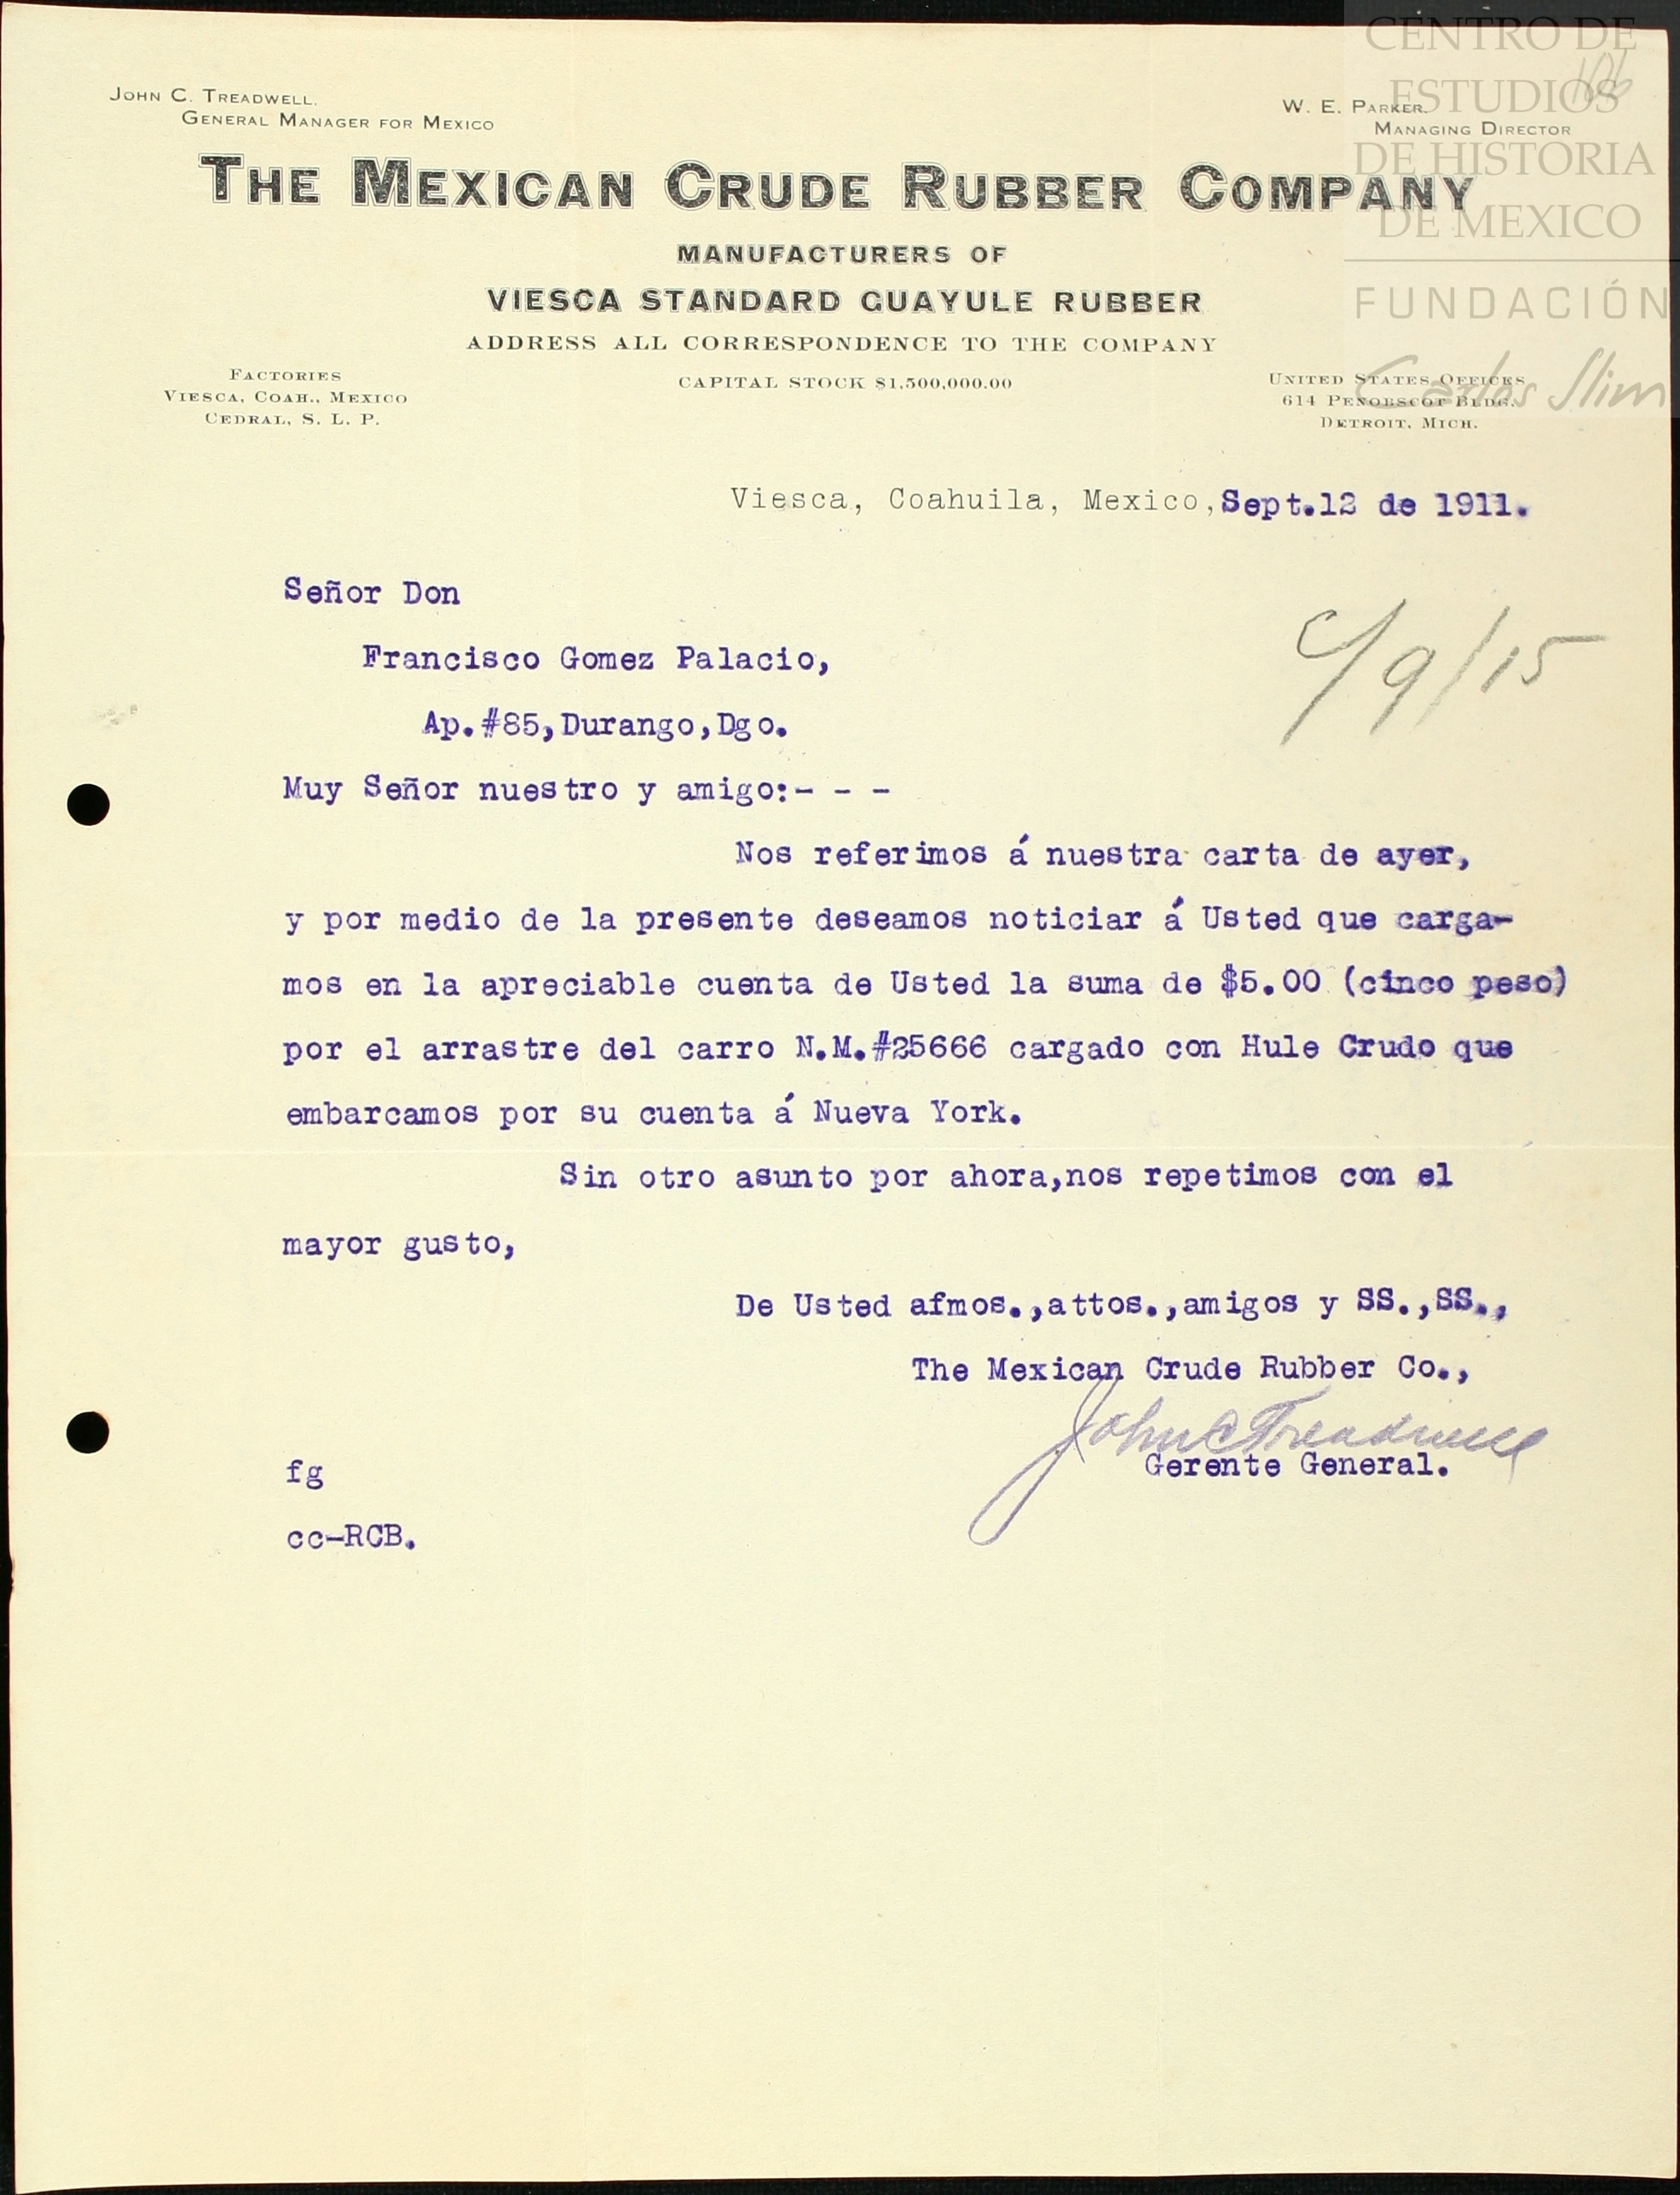 CENTRO DE
ESTUDIOS
DE HISTORIA
DE MEXICO
FUNDACIÓN
Carlos Slim
106
JOHN C. TREADWELL.
GENERAL MANAGER FOR MEXICO
W. E. PARKER.
MANAGING DIRECTOR
THE MEXICAN CRUDE RUBBER COMPANY
MANUFACTURERS OF
VIESCA STANDARD GUAYULE RUBBER
ADDRESS ALL CORRESPONDENCE TO THE COMPANY
CAPITAL STOCK $1,500,000.00
FACTORIES
VIESCA, COAH., MEXICO
CEDRAL, S. L. P.
UNITED STATES OFFICES
614 PENOBSCOT BLDG.
DETROIT, MICH.
Viesca, Coahuila, Mexico, Sept.12 de 1911.
Señor Don
Francisco Gomez Palacio,
Ap.#85,Durango,Dgo.
C/9/15
Muy Señor nuestro y amigo:- - -
Nos referimos á nuestra carta de ayer,
y por medio de la presente deseamos noticiar á Usted que carga-
mos en la apreciable cuenta de Usted la suma de $5.00 (cinco peso)
por el arrastre del carro N.M.#25666 cargado con Hule Crudo que
embarcamos por su cuenta á Nueva York.
Sin otro asunto por ahora,nos repetimos con el
mayor gusto,
De Usted afmos.,attos.,amigos y SS.,SS.,
The Mexican Crude Rubber Co.,
John C Treadwell
Gerente General.
fg
cc-RCB.